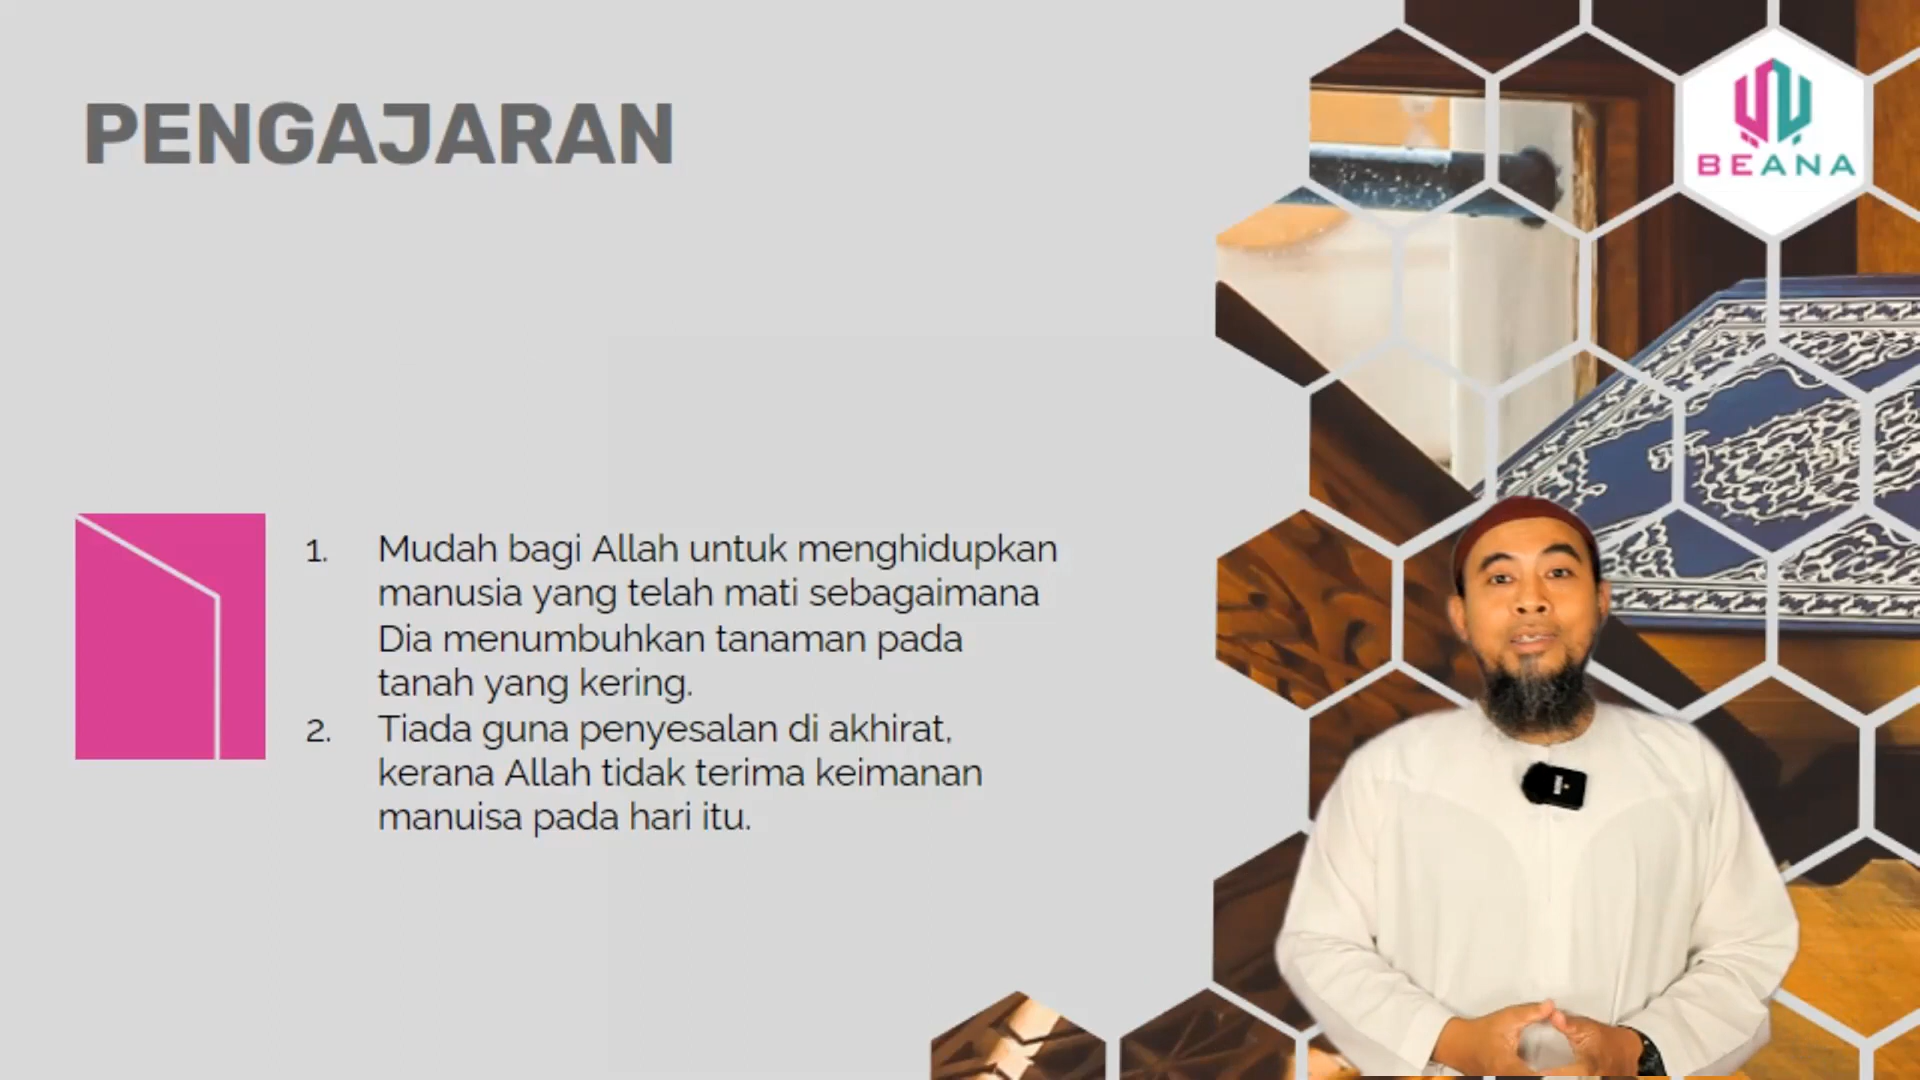 PENGAJARAN
BEANA
1. Mudah bagi Allah untuk menghidupkan
manusia yang telah mati sebagaimana
Dia menumbuhkan tanaman pada
tanah yang kering.
2. Tiada guna penyesalan di akhirat,
kerana Allah tidak terima keimanan
manuisa pada hari itu.